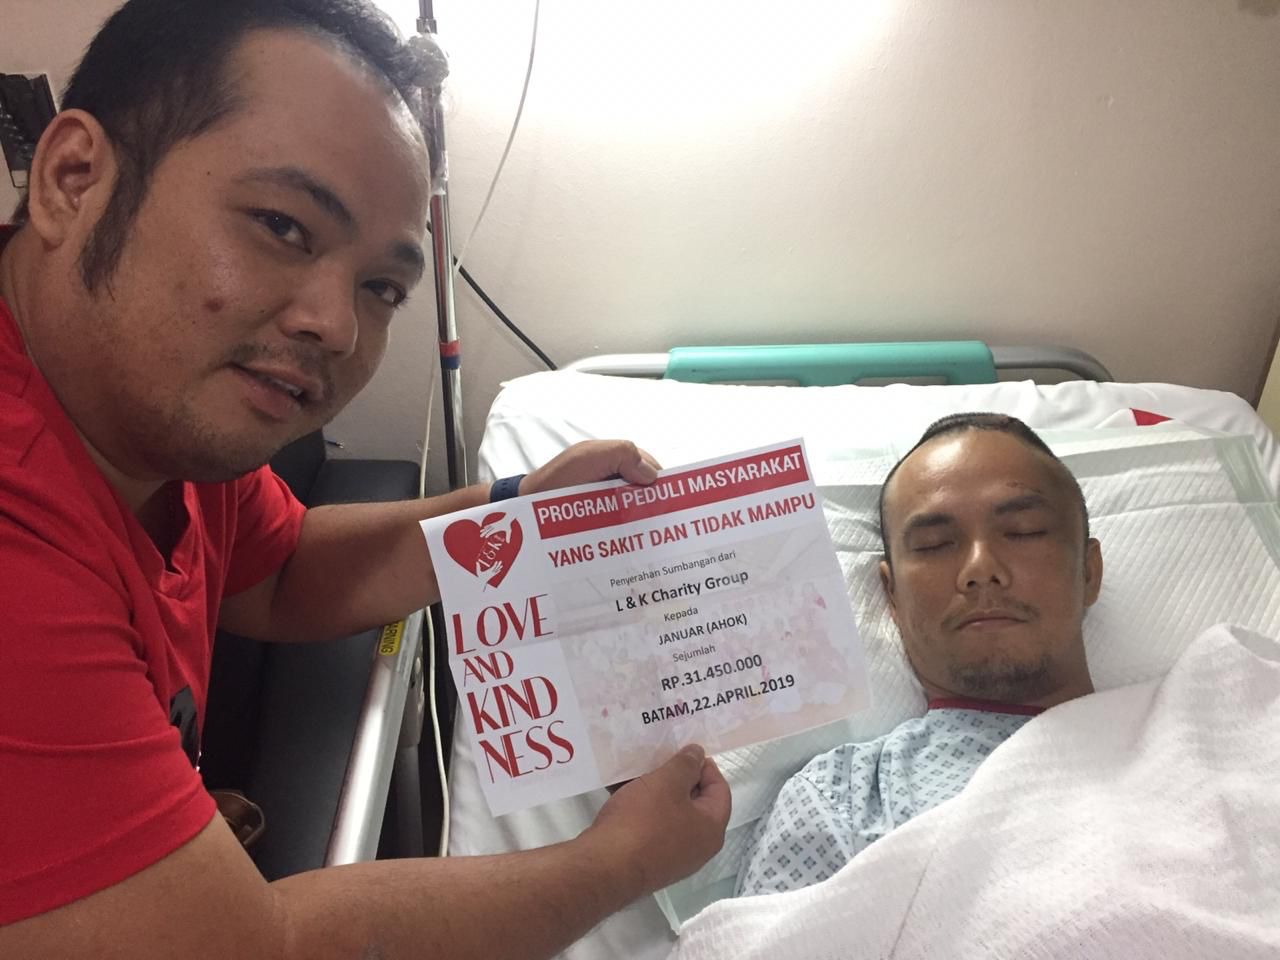 PROGRAM PEDULI MASYARAKAT
YANG SAKIT DAN TIDAK MAMPU
Penyerahan Sumbangan dari
L & K Charity Group
Kepada
JANUAR (AHOK)
Sejumlah
RP.31.450.000
BATAM,22.APRIL.2019
LOVE
AND
KIND
NESS
WARNING